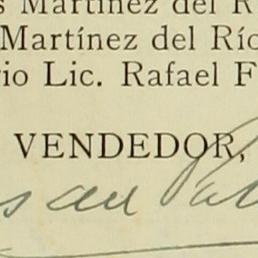 s Martínez del R
Martínez del Río
io Lic. Rafael F
VENDEDOR,